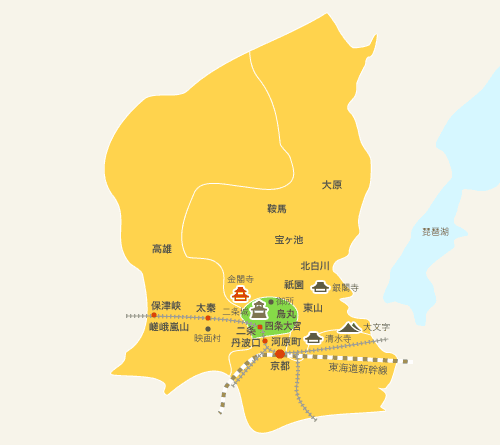 大原
鞍馬
琵琶湖
宝ヶ池
高雄
北白川
金閣寺
祇園
銀閣寺
御所
保津峡
太秦
二条城
烏丸
東山
嵯峨嵐山
二条
四条大宮
大文字
映画村
丹波口
河原町
清水寺
京都
東海道新幹線